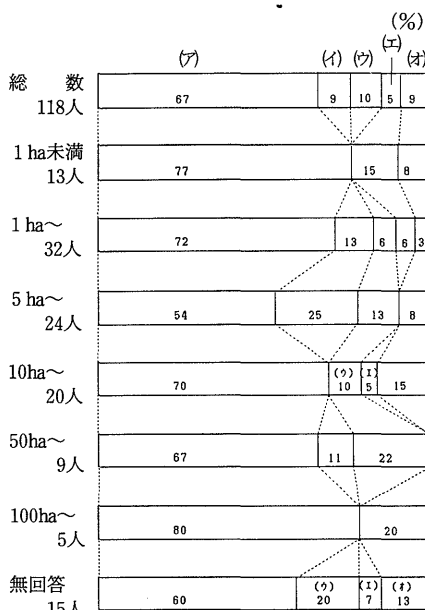 (%)
(ア) (イ) (ウ) (エ) (オ)
総 数
118人
67 9 10 5 9
1ha未満
13人
77 15 8
1ha～
32人
72 13 6 6 3
5ha～
24人
54 25 13 8
10ha～
20人
70 (ウ) 10 (エ) 5 15
50ha～
9人
67 11 22
100ha～
5人
80 20
無回答
15人
60 (ウ) 20 (エ) 7 (オ) 13